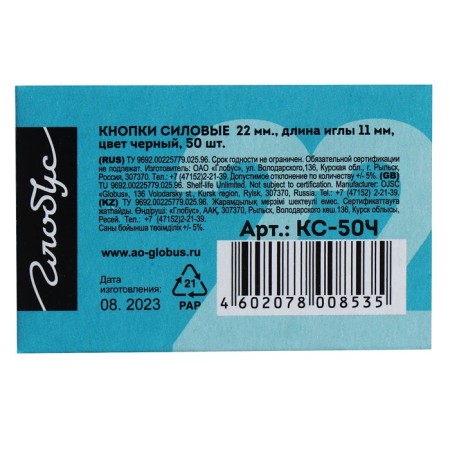 Глобус
КНОПКИ СИЛОВЫЕ 22 мм., длина иглы 11 мм,
цвет черный, 50 шт.
(RUS) ТУ 9692.00225779.025.96. Срок годности не ограничен. Обязательной сертификации
не подлежат. Изготовитель: ОАО «Глобус», ул. Володарского,136, Курская обл., г. Рыльск,
Россия, 307370. Тел.: +7 (47152)2-21-39. Допустимое отклонение по количеству +/- 5%. (GB)
TU 9692.00225779.025.96. Shelf-life Unlimited. Not subject to certification. Manufacturer: OJSC
«Globus», 136 Volodarsky st., Kursk region, Rylsk, 307370, Russia. Tel.: +7 (47152) 2-21-39
(KZ) ТУ 9692.00225779.025.96. Жарамдылық мерзімі шектеулі емес. Сертификаттауға
жатпайды. Өндіруші: «Глобус», ААҚ, 307370, Рыльск, Володарского көш.,136, Курск облысы,
Ресей. Тел.: +7 (47152)2-21-39.
Саны бойынша төзімділік +/- 5%.
Арт.: КС-50Ч
www.ao-globus.ru
Дата
изготовления:
08. 2023
21
PAP
4602078008535
22